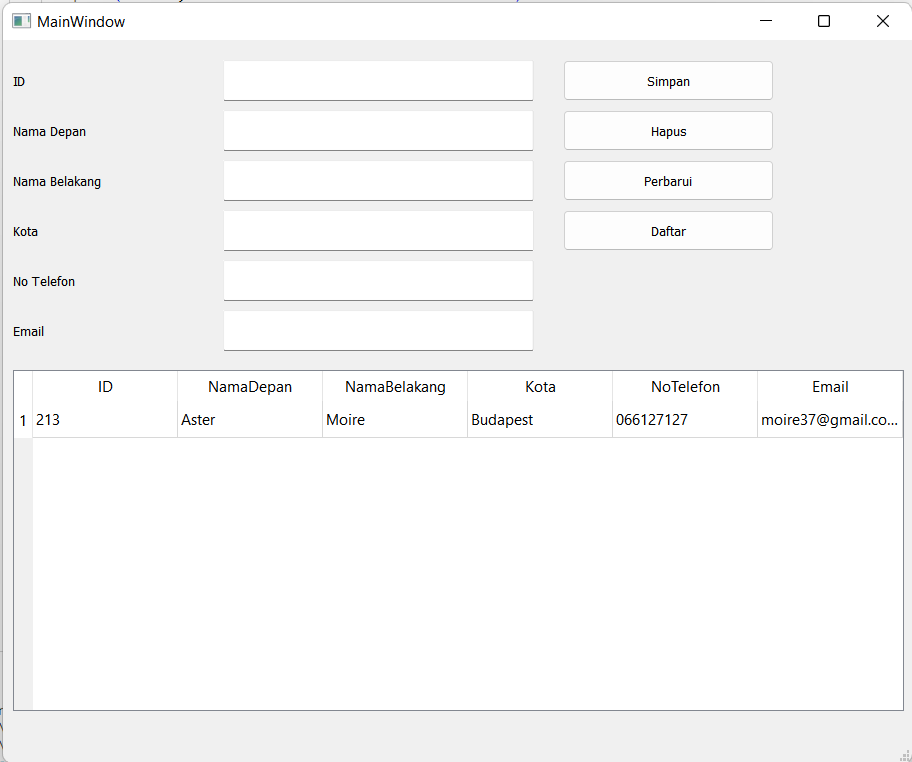 MainWindow
ID
Simpan
Nama Depan
Hapus
Nama Belakang
Perbarui
Kota
Daftar
No Telefon
Email
ID NamaDepan NamaBelakang Kota NoTelefon Email
1 213 Aster Moire Budapest 066127127 moire37@gmail.co...